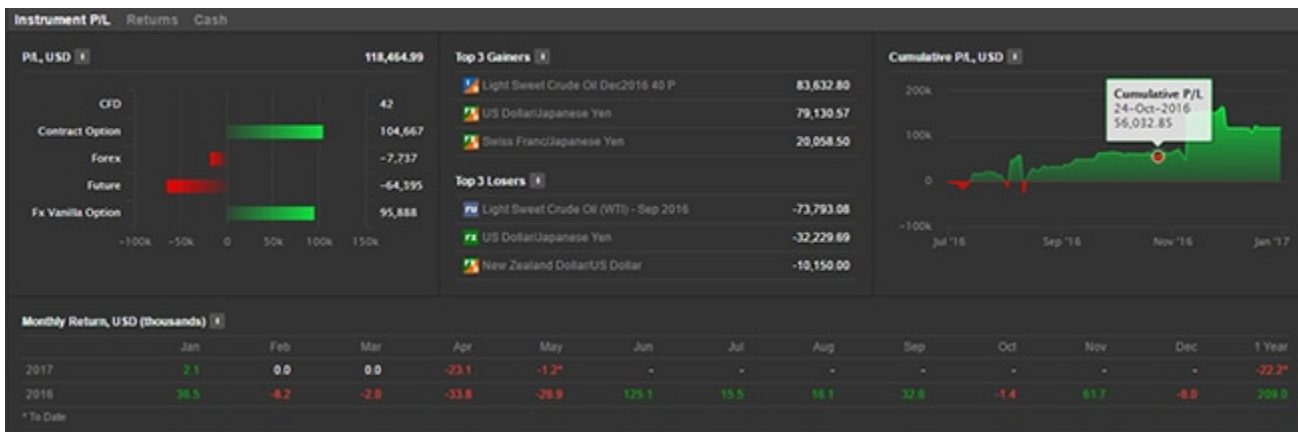 Instrument P/L Returns Cash
P/L, USD 118,464.99
CFD 42
Contract Option 104,667
Forex -7,737
Future -64,395
Fx Vanilla Option 95,888
-100k -50k 0 50k 100k 150k
Top 3 Gainers
Light Sweet Crude Oil Dec2016 40 P 83,632.80
US Dollar/Japanese Yen 79,130.57
Swiss Franc/Japanese Yen 20,058.50
Top 3 Losers
FU Light Sweet Crude Oil (WTI) - Sep 2016 -73,793.08
FX US Dollar/Japanese Yen -32,229.69
New Zealand Dollar/US Dollar -10,150.00
Cumulative P/L, USD
200k
100k
0
-100k
Cumulative P/L
24-Oct-2016
56,032.85
Jul '16 Sep '16 Nov '16 Jan '17
Monthly Return, USD (thousands)
Jan Feb Mar Apr May Jun Jul Aug Sep Oct Nov Dec 1 Year
2017 2.1 0.0 0.0 -23.1 -1.2* - - - - - - - -22.2*
2016 36.5 -8.2 -2.0 -33.8 -26.9 125.1 15.5 16.1 32.6 -1.4 61.7 -8.0 209.0
* To Date